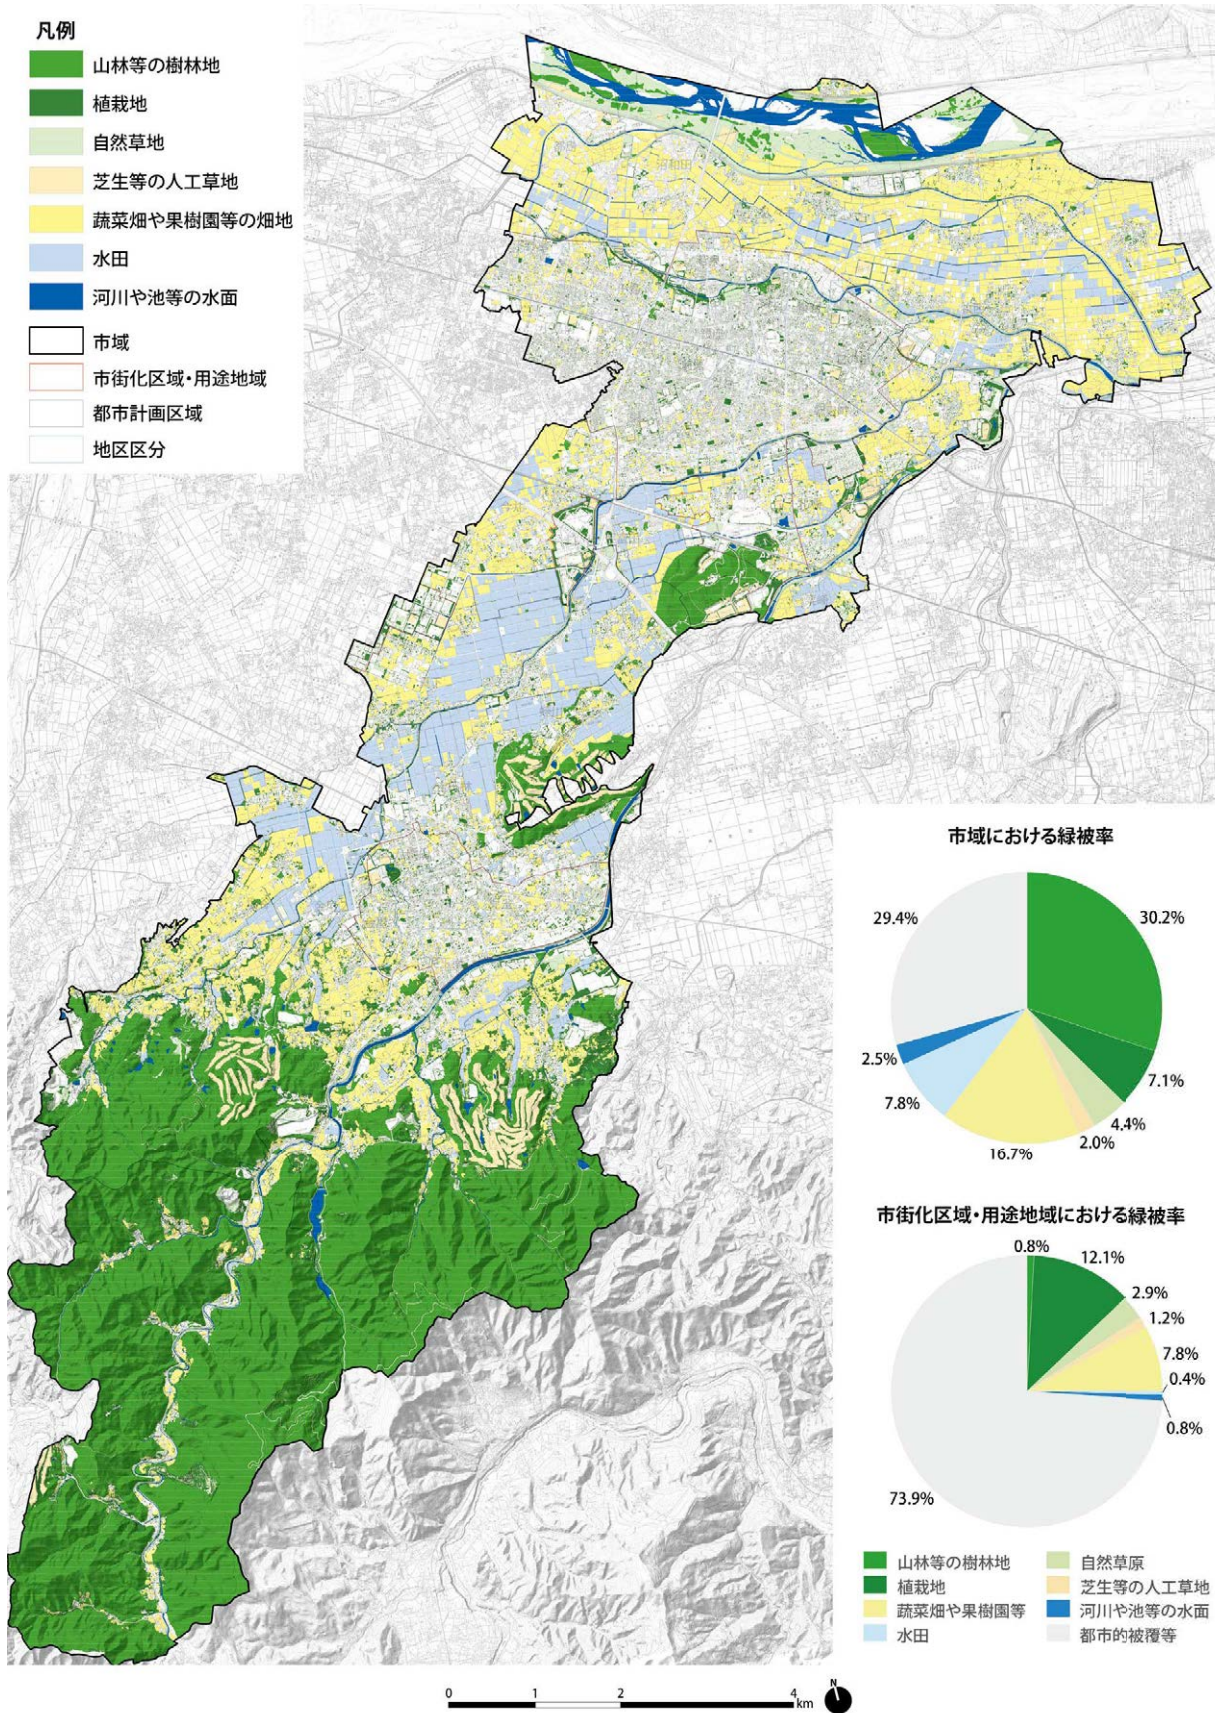 凡例
山林等の樹林地
植栽地
自然草地
芝生等の人工草地
蔬菜畑や果樹園等の畑地
水田
河川や池等の水面
市域
市街化区域・用途地域
都市計画区域
地区区分
市域における緑被率
29.4%
30.2%
2.5%
7.1%
7.8%
4.4%
2.0%
16.7%
市街化区域・用途地域における緑被率
0.8%
12.1%
2.9%
1.2%
7.8%
0.4%
0.8%
73.9%
山林等の樹林地
自然草原
植栽地
芝生等の人工草地
蔬菜畑や果樹園等
河川や池等の水面
水田
都市的被覆等
0 1 2 4 km
N